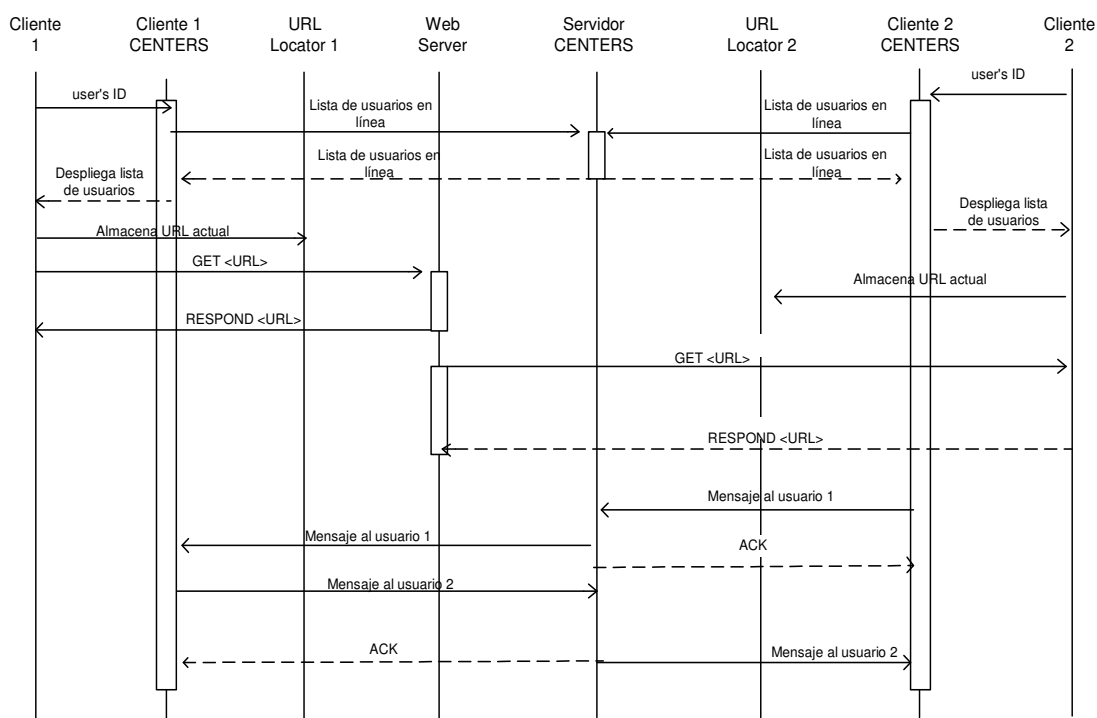 Cliente
1
Cliente 1
CENTERS
URL
Locator 1
Web
Server
Servidor
CENTERS
URL
Locator 2
Cliente 2
CENTERS
Cliente
2
user's ID
user's ID
Lista de usuarios en
línea
Lista de usuarios en
línea
Lista de usuarios en
línea
Lista de usuarios en
línea
Despliega lista
de usuarios
Despliega lista
de usuarios
Almacena URL actual
GET <URL>
Almacena URL actual
RESPOND <URL>
GET <URL>
RESPOND <URL>
Mensaje al usuario 1
Mensaje al usuario 1
ACK
Mensaje al usuario 2
ACK
Mensaje al usuario 2